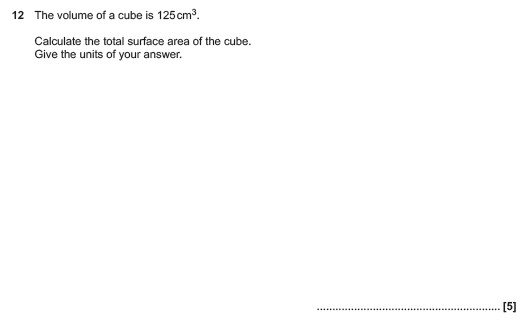 12 The volume of a cube is 125 cm³.
Calculate the total surface area of the cube.
Give the units of your answer.
............................................................ [5]